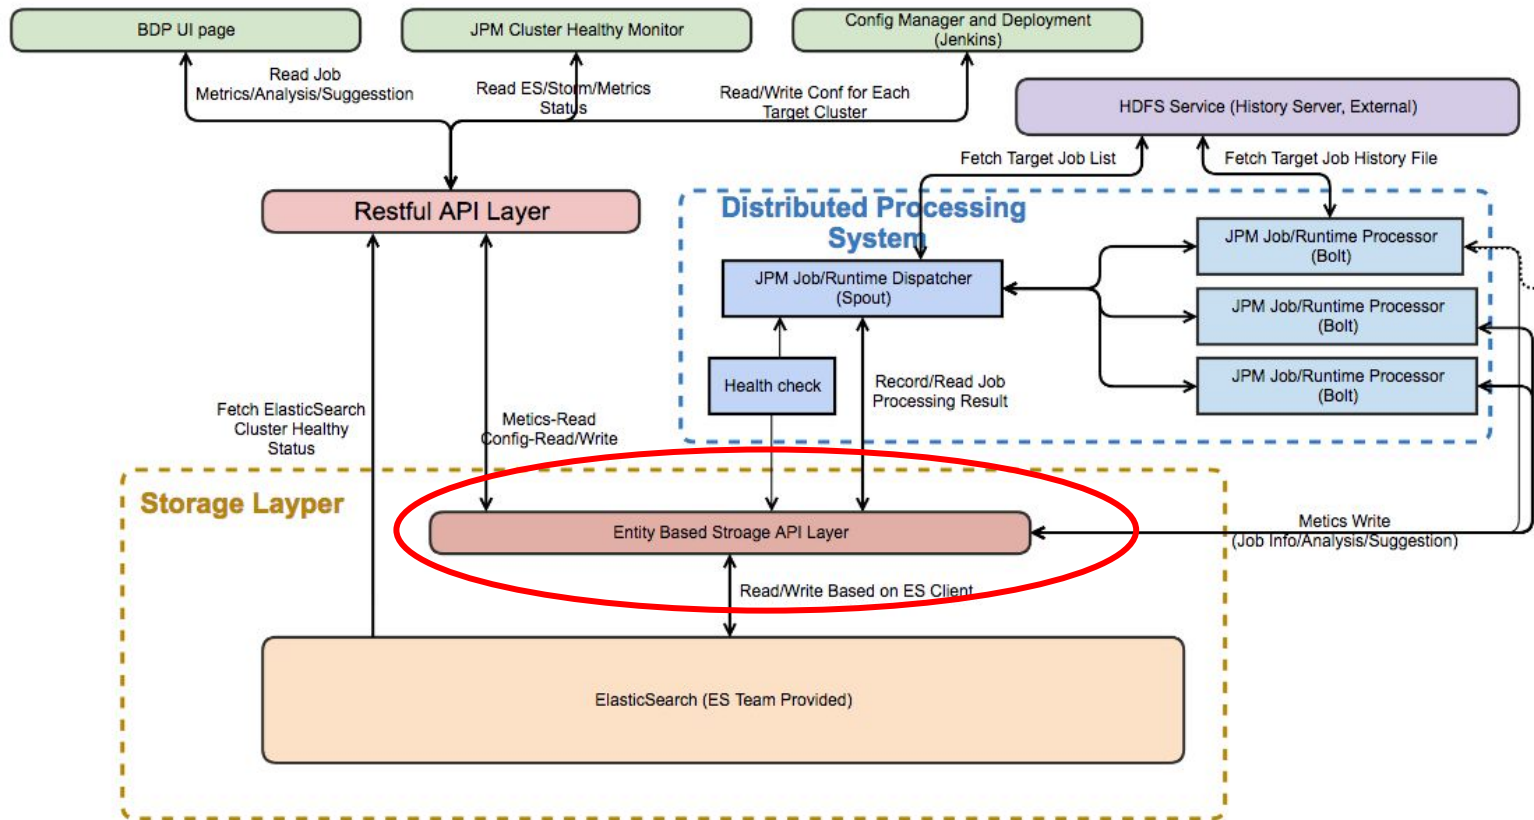 BDP UI page
JPM Cluster Healthy Monitor
Config Manager and Deployment
(Jenkins)
Read Job
Metrics/Analysis/Suggesstion
Read ES/Storm/Metrics
Status
Read/Write Conf for Each
Target Cluster
HDFS Service (History Server, External)
Fetch Target Job List
Fetch Target Job History File
Restful API Layer
Distributed Processing
System
JPM Job/Runtime Processor
(Bolt)
JPM Job/Runtime Dispatcher
(Spout)
JPM Job/Runtime Processor
(Bolt)
JPM Job/Runtime Processor
(Bolt)
Health check
Record/Read Job
Processing Result
Fetch ElasticSearch
Cluster Healthy
Status
Metics-Read
Config-Read/Write
Storage Layper
Entity Based Stroage API Layer
Metics Write
(Job Info/Analysis/Suggestion)
Read/Write Based on ES Client
ElasticSearch (ES Team Provided)